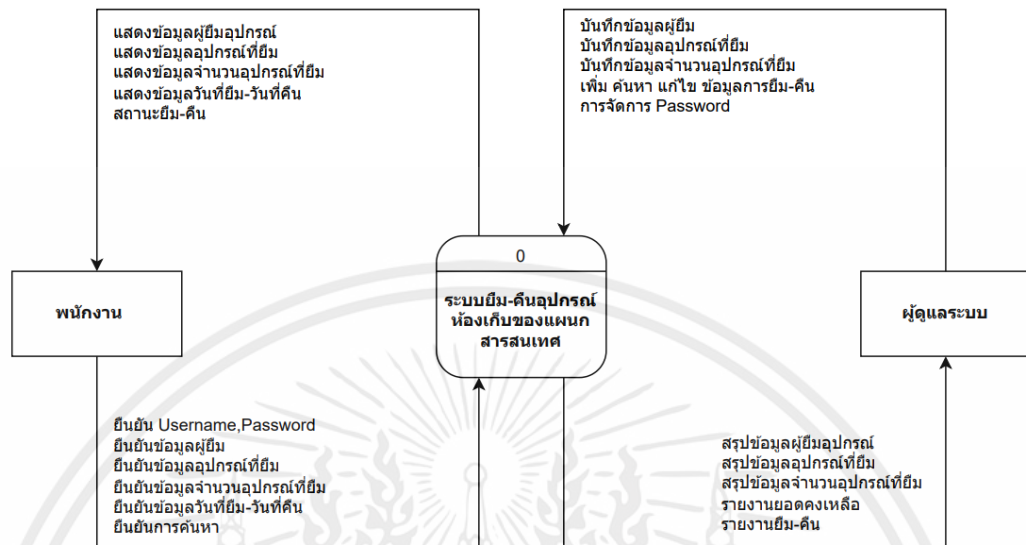 แสดงข้อมูลผู้ยืมอุปกรณ์
แสดงข้อมูลอุปกรณ์ที่ยืม
แสดงข้อมูลจำนวนอุปกรณ์ที่ยืม
แสดงข้อมูลวันที่ยืม-วันที่คืน
สถานะยืม-คืน
บันทึกข้อมูลผู้ยืม
บันทึกข้อมูลอุปกรณ์ที่ยืม
บันทึกข้อมูลจำนวนอุปกรณ์ที่ยืม
เพิ่ม ค้นหา แก้ไข ข้อมูลการยืม-คืน
การจัดการ Password
พนักงาน
0
ระบบยืม-คืนอุปกรณ์
ห้องเก็บของแผนก
สารสนเทศ
ผู้ดูแลระบบ
ยืนยัน Username,Password
ยืนยันข้อมูลผู้ยืม
ยืนยันข้อมูลอุปกรณ์ที่ยืม
ยืนยันข้อมูลจำนวนอุปกรณ์ที่ยืม
ยืนยันข้อมูลวันที่ยืม-วันที่คืน
ยืนยันการค้นหา
สรุปข้อมูลผู้ยืมอุปกรณ์
สรุปข้อมูลอุปกรณ์ที่ยืม
สรุปข้อมูลจำนวนอุปกรณ์ที่ยืม
รายงานยอดคงเหลือ
รายงานยืม-คืน